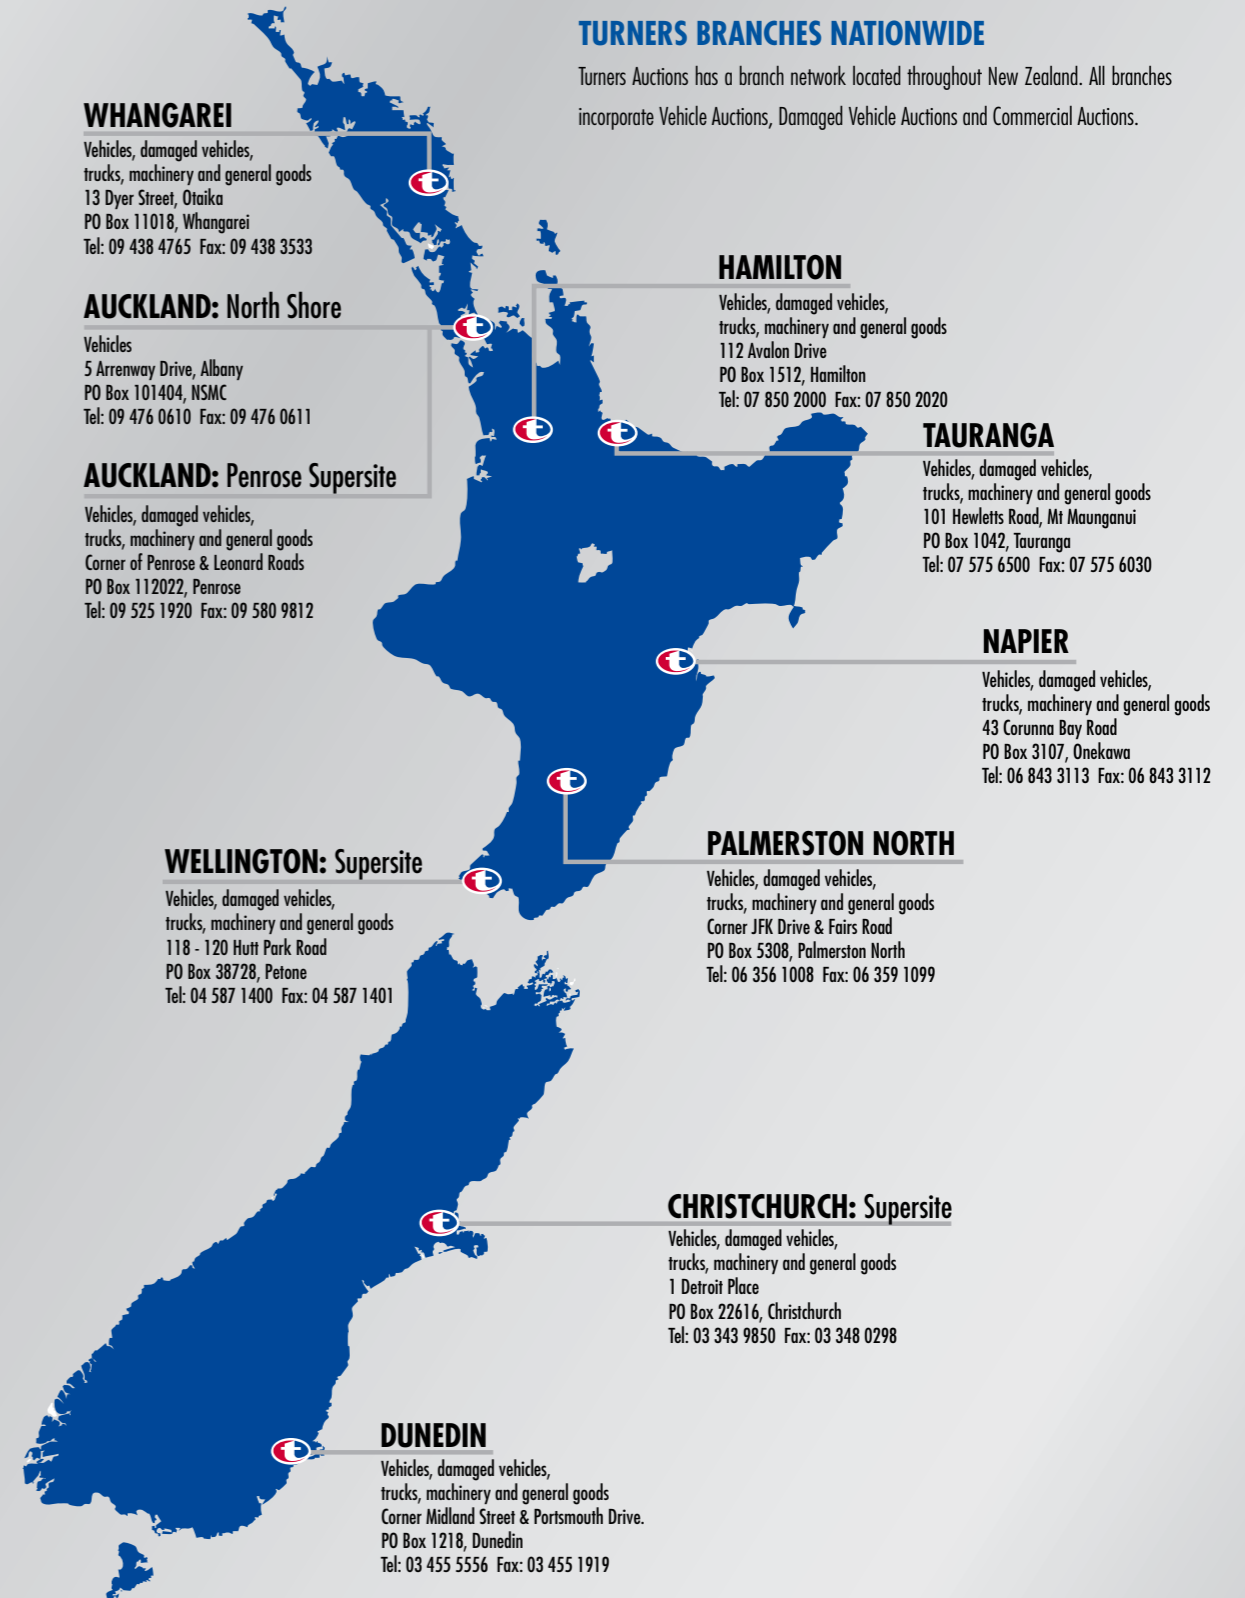 TURNERS BRANCHES NATIONWIDE
Turners Auctions has a branch network located throughout New Zealand. All branches
incorporate Vehicle Auctions, Damaged Vehicle Auctions and Commercial Auctions.
WHANGAREI
Vehicles, damaged vehicles,
trucks, machinery and general goods
13 Dyer Street, Otaika
PO Box 11018, Whangarei
Tel: 09 438 4765 Fax: 09 438 3533
AUCKLAND: North Shore
Vehicles
5 Arrenway Drive, Albany
PO Box 101404, NSMC
Tel: 09 476 0610 Fax: 09 476 0611
AUCKLAND: Penrose Supersite
Vehicles, damaged vehicles,
trucks, machinery and general goods
Corner of Penrose & Leonard Roads
PO Box 112022, Penrose
Tel: 09 525 1920 Fax: 09 580 9812
HAMILTON
Vehicles, damaged vehicles,
trucks, machinery and general goods
112 Avalon Drive
PO Box 1512, Hamilton
Tel: 07 850 2000 Fax: 07 850 2020
TAURANGA
Vehicles, damaged vehicles,
trucks, machinery and general goods
101 Hewletts Road, Mt Maunganui
PO Box 1042, Tauranga
Tel: 07 575 6500 Fax: 07 575 6030
NAPIER
Vehicles, damaged vehicles,
trucks, machinery and general goods
43 Corunna Bay Road
PO Box 3107, Onekawa
Tel: 06 843 3113 Fax: 06 843 3112
PALMERSTON NORTH
Vehicles, damaged vehicles,
trucks, machinery and general goods
Corner JFK Drive & Fairs Road
PO Box 5308, Palmerston North
Tel: 06 356 1008 Fax: 06 359 1099
WELLINGTON: Supersite
Vehicles, damaged vehicles,
trucks, machinery and general goods
118 - 120 Hutt Park Road
PO Box 38728, Petone
Tel: 04 587 1400 Fax: 04 587 1401
CHRISTCHURCH: Supersite
Vehicles, damaged vehicles,
trucks, machinery and general goods
1 Detroit Place
PO Box 22616, Christchurch
Tel: 03 343 9850 Fax: 03 348 0298
DUNEDIN
Vehicles, damaged vehicles,
trucks, machinery and general goods
Corner Midland Street & Portsmouth Drive.
PO Box 1218, Dunedin
Tel: 03 455 5556 Fax: 03 455 1919
t
t
t
t
t
t
t
t
t